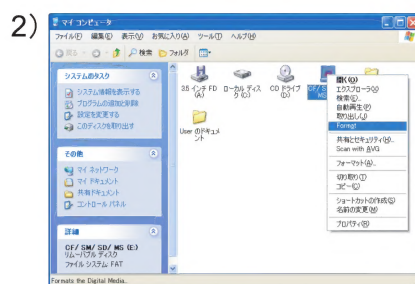 2)
マイ コンピュータ
ファイル(F) 編集(E) 表示(V) お気に入り(A) ツール(T) ヘルプ(H)
戻る 検索 フォルダ
システムのタスク
システム情報を表示する
プログラムの追加と削除
設定を変更する
このディスクを取り出す
その他
マイ ネットワーク
マイ ドキュメント
共有ドキュメント
コントロール パネル
詳細
CF/ SM/ SD/ MS (E:)
リムーバブル ディスク
ファイル システム: FAT
3.5 インチ FD (A:)
ローカル ディスク (C:)
CD ドライブ (D:)
CF/ S
MS
User のドキュメント
開く(O)
エクスプローラ(X)
検索(E)...
自動再生(P)
取り出し(J)
Format
共有とセキュリティ(H)...
Scan with AVG
フォーマット(A)...
切り取り(T)
コピー(C)
ショートカットの作成(S)
名前の変更(M)
プロパティ(R)
Formats the Digital Media.